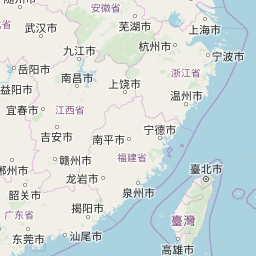 随州市
安徽省
上海市
武汉市
芜湖市
杭州市
九江市
宁波市
岳阳市
浙江省
南昌市
上饶市
益阳市
温州市
宜春市
江西省
吉安市
宁德市
南平市
赣州市
福建省
郴州市
龙岩市
臺北市
韶关市
泉州市
广东省
揭阳市
臺灣
东莞市
汕尾市
高雄市